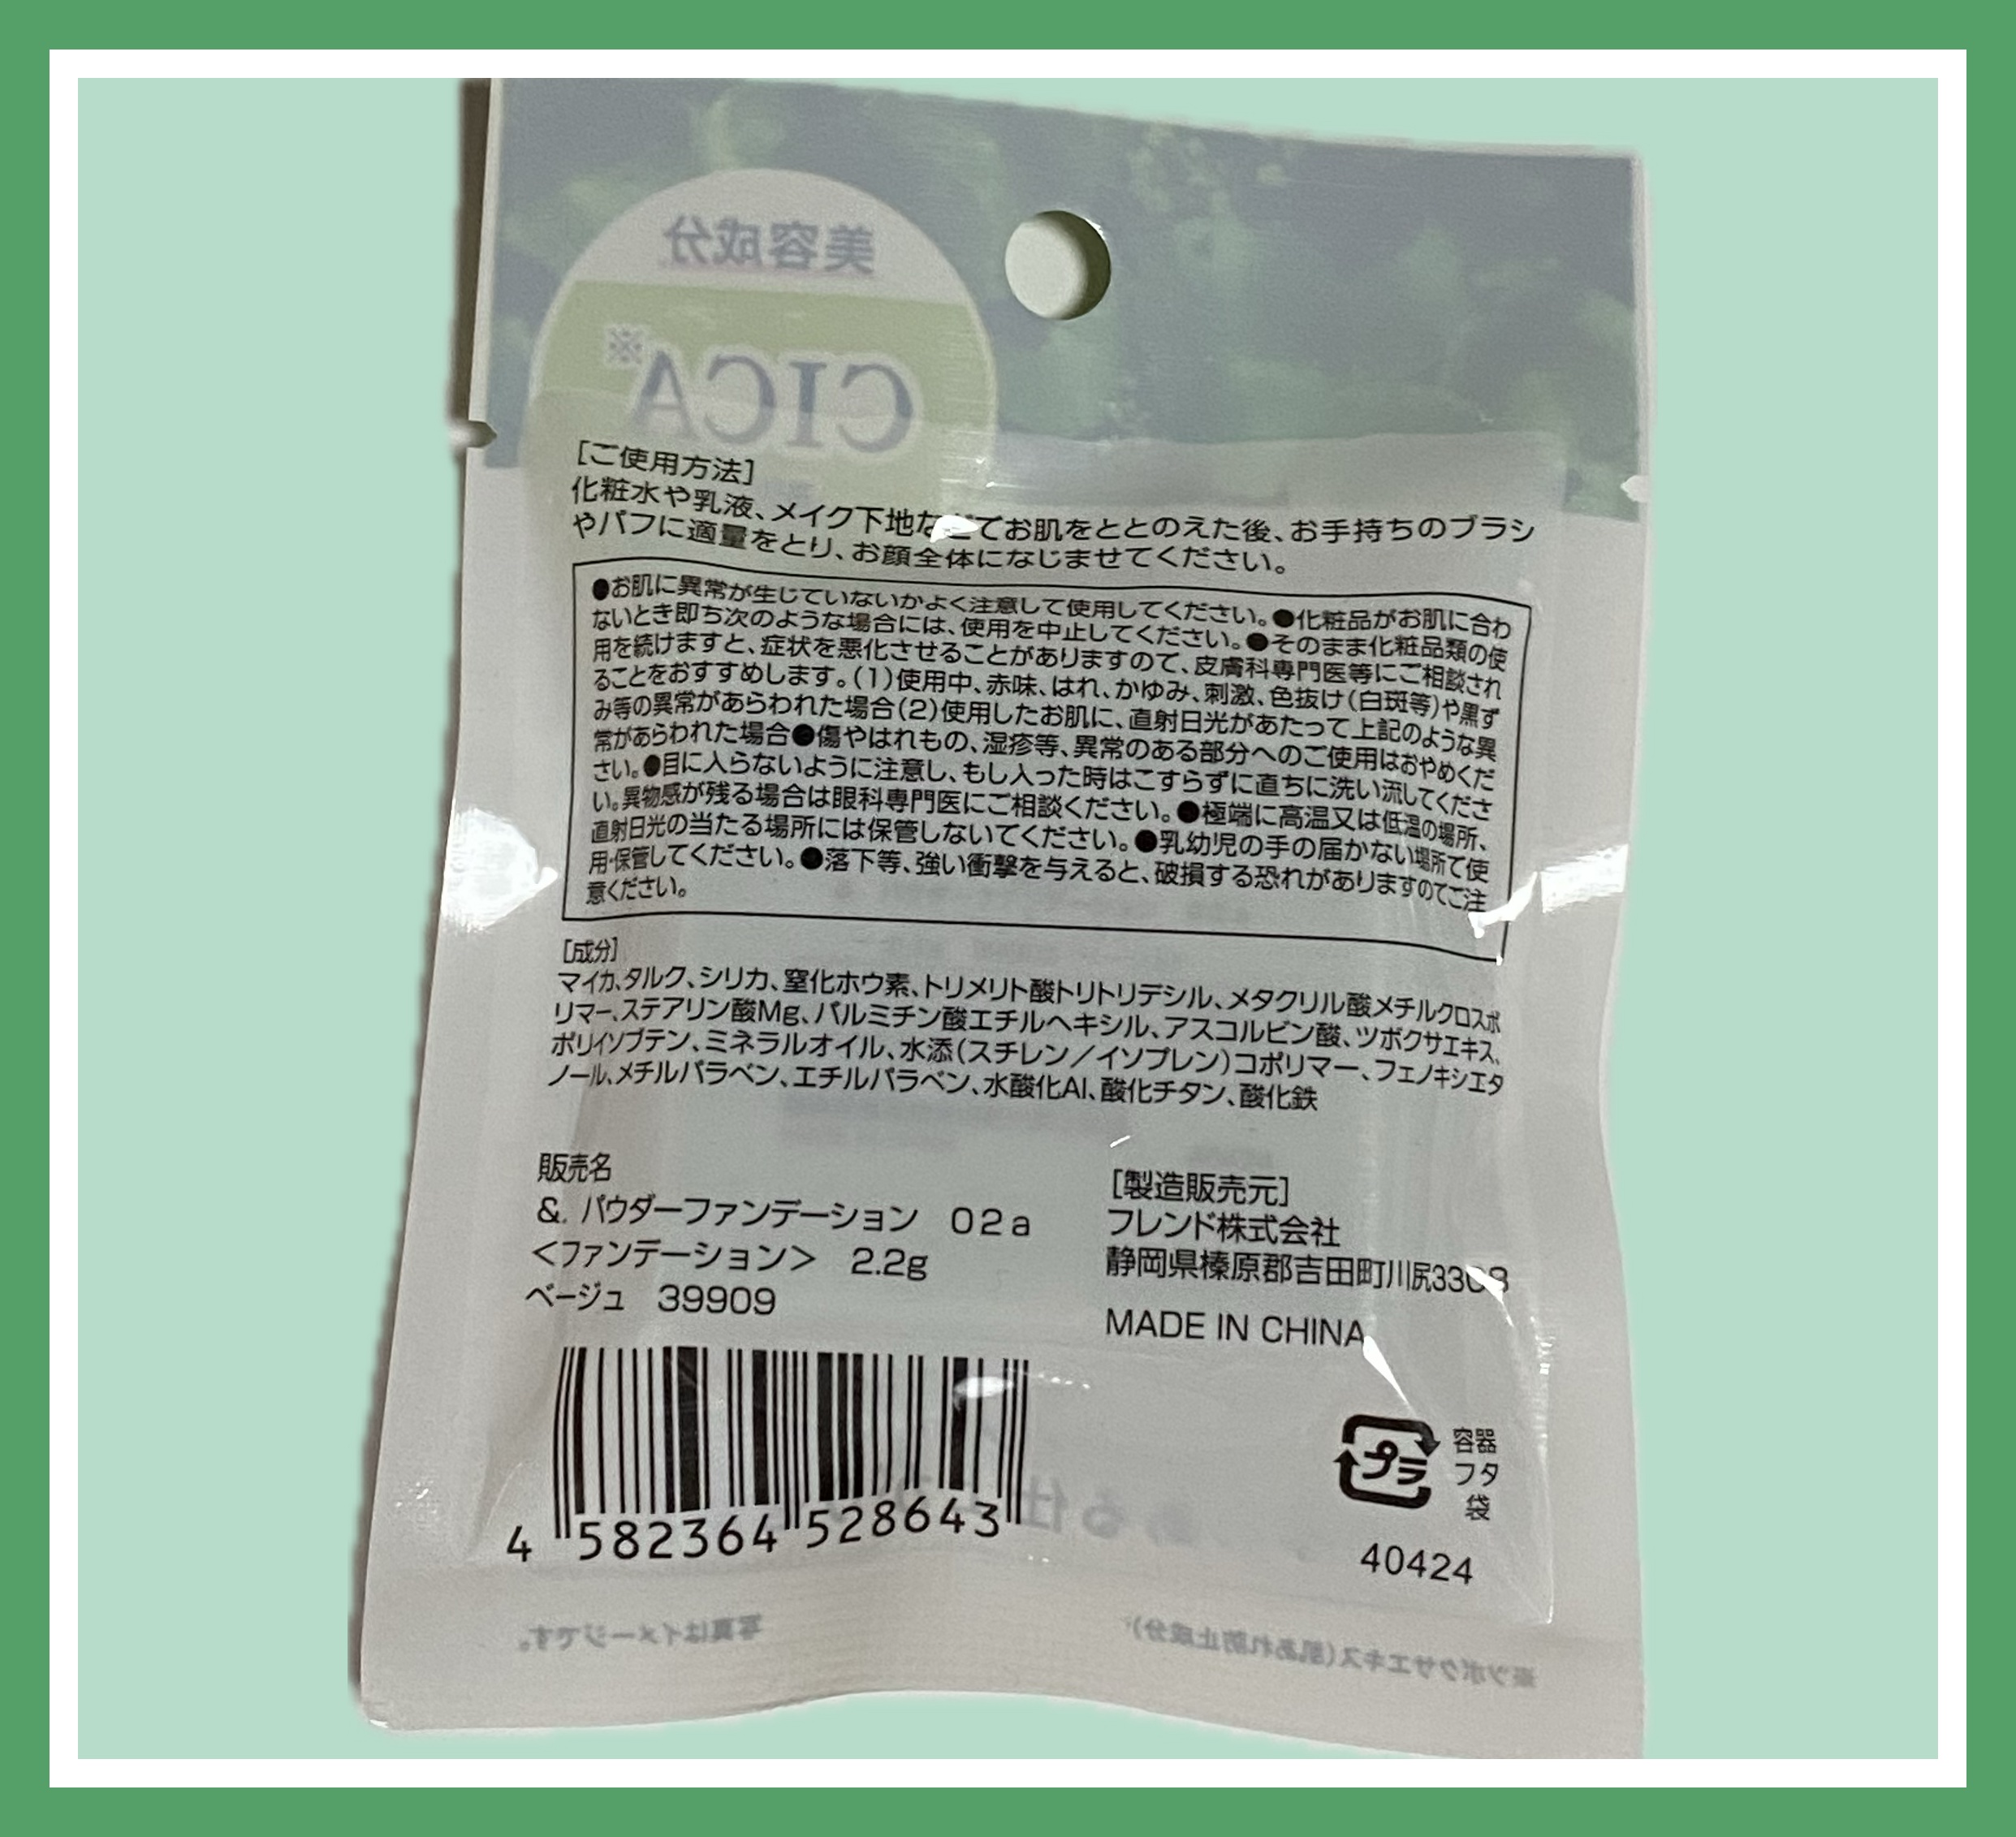 美容成分
CICA※
[ご使用方法]
化粧水や乳液、メイク下地などでお肌をととのえた後、お手持ちのブラシ
やパフに適量をとり、お顔全体になじませてください。
●お肌に異常が生じていないかよく注意して使用してください。●化粧品がお肌に合わ
ないとき即ち次のような場合には、使用を中止してください。●そのまま化粧品類の使
用を続けますと、症状を悪化させることがありますので、皮膚科専門医等にご相談され
ることをおすすめします。(1)使用中、赤味、はれ、かゆみ、刺激、色抜け(白斑等)や黒ず
み等の異常があらわれた場合(2)使用したお肌に、直射日光があたって上記のような異
常があらわれた場合●傷やはれもの、湿疹等、異常のある部分へのご使用はおやめくだ
さい。●目に入らないように注意し、もし入った時はこすらずに直ちに洗い流してくださ
い。異物感が残る場合は眼科専門医にご相談ください。●極端に高温又は低温の場所、
直射日光の当たる場所には保管しないでください。●乳幼児の手の届かない場所で使
用・保管してください。●落下等、強い衝撃を与えると、破損する恐れがありますのでご注
意ください。
[成分]
マイカ、タルク、シリカ、窒化ホウ素、トリメリト酸トリトリデシル、メタクリル酸メチルクロスポ
リマー、ステアリン酸Mg、パルミチン酸エチルヘキシル、アスコルビン酸、ツボクサエキス、
ポリイソブテン、ミネラルオイル、水添(スチレン/イソプレン)コポリマー、フェノキシエタ
ノール、メチルパラベン、エチルパラベン、水酸化Al、酸化チタン、酸化鉄
販売名
&. パウダーファンデーション 02a
<ファンデーション> 2.2g
ベージュ 39909
[製造販売元]
フレンド株式会社
静岡県榛原郡吉田町川尻3308
MADE IN CHINA
4 582364 528643
プラ
容器
フタ
袋
40424
※ツボクサエキス(肌あれ防止成分)
写真はイメージです。